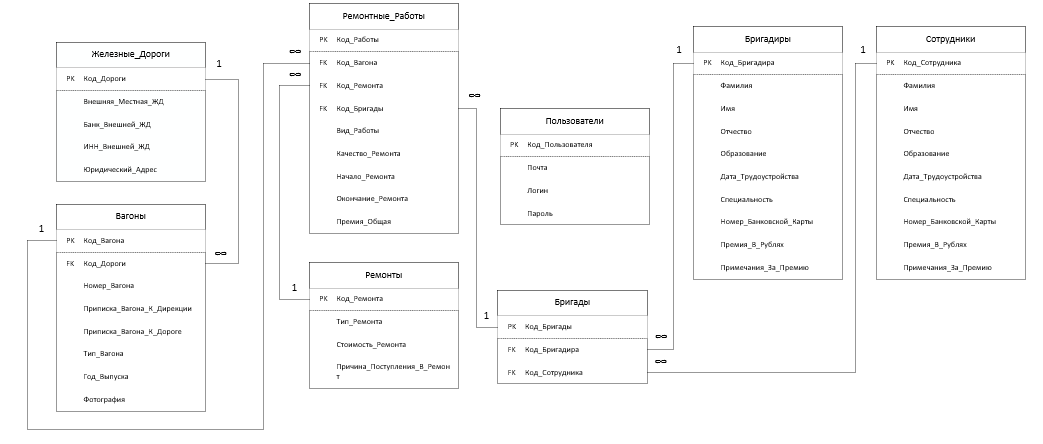 Железные_Дороги
PK Код_Дороги
Внешняя_Местная_ЖД
Банк_Внешней_ЖД
ИНН_Внешней_ЖД
Юридический_Адрес
1
Вагоны
PK Код_Вагона
FK Код_Дороги
Номер_Вагона
Приписка_Вагона_К_Дирекции
Приписка_Вагона_К_Дороге
Тип_Вагона
Год_Выпуска
Фотография
1
∞
Ремонтные_Работы
PK Код_Работы
FK Код_Вагона
FK Код_Ремонта
FK Код_Бригады
Вид_Работы
Качество_Ремонта
Начало_Ремонта
Окончание_Ремонта
Премия_Общая
∞
∞
∞
Ремонты
PK Код_Ремонта
Тип_Ремонта
Стоимость_Ремонта
Причина_Поступления_В_Ремон
т
1
Пользователи
PK Код_Пользователя
Почта
Логин
Пароль
Бригады
PK Код_Бригады
FK Код_Бригадира
FK Код_Сотрудника
1
∞
∞
Бригадиры
PK Код_Бригадира
Фамилия
Имя
Отчество
Образование
Дата_Трудоустройства
Специальность
Номер_Банковской_Карты
Премия_В_Рублях
Примечания_За_Премию
1
Сотрудники
PK Код_Сотрудника
Фамилия
Имя
Отчество
Образование
Дата_Трудоустройства
Специальность
Номер_Банковской_Карты
Премия_В_Рублях
Примечания_За_Премию
1